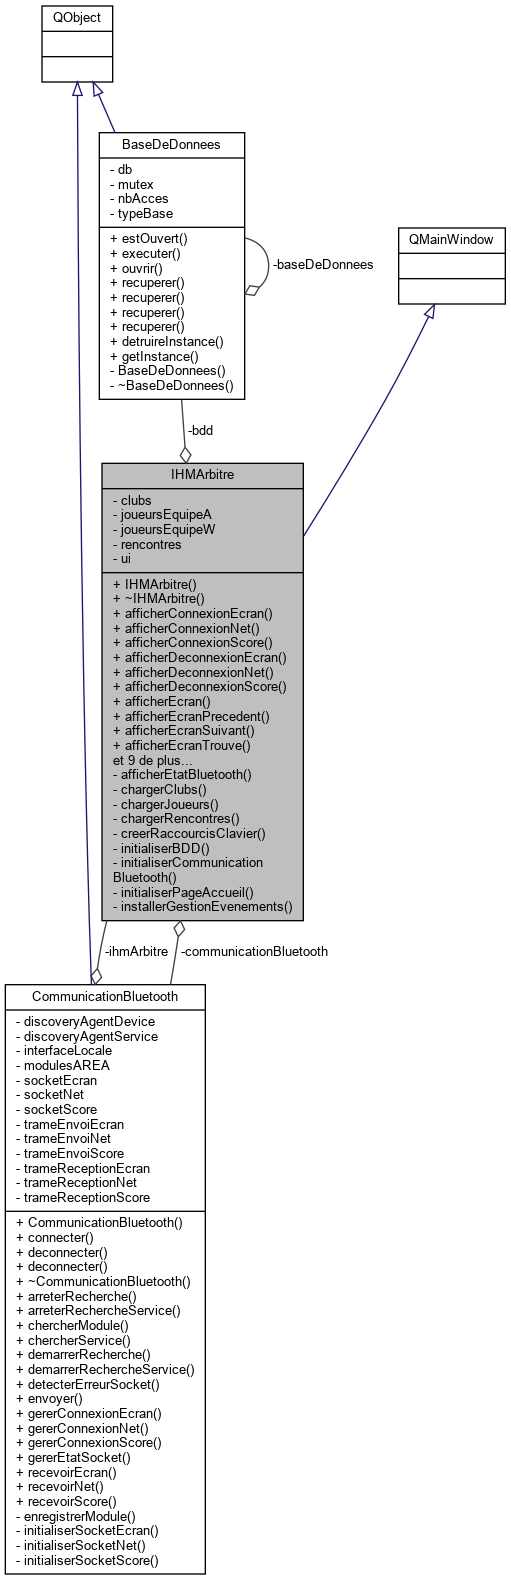 QObject
BaseDeDonnees
- db
- mutex
- nbAcces
- typeBase
+ estOuvert()
+ executer()
+ ouvrir()
+ recuperer()
+ recuperer()
+ recuperer()
+ recuperer()
+ detruireInstance()
+ getInstance()
- BaseDeDonnees()
- ~BaseDeDonnees()
-baseDeDonnees
QMainWindow
-bdd
IHMArbitre
- clubs
- joueursEquipeA
- joueursEquipeW
- rencontres
- ui
+ IHMArbitre()
+ ~IHMArbitre()
+ afficherConnexionEcran()
+ afficherConnexionNet()
+ afficherConnexionScore()
+ afficherDeconnexionEcran()
+ afficherDeconnexionNet()
+ afficherDeconnexionScore()
+ afficherEcran()
+ afficherEcranPrecedent()
+ afficherEcranSuivant()
+ afficherEcranTrouve()
et 9 de plus...
- afficherEtatBluetooth()
- chargerClubs()
- chargerJoueurs()
- chargerRencontres()
- creerRaccourcisClavier()
- initialiserBDD()
- initialiserCommunication
Bluetooth()
- initialiserPageAccueil()
- installerGestionEvenements()
-ihmArbitre
-communicationBluetooth
CommunicationBluetooth
- discoveryAgentDevice
- discoveryAgentService
- interfaceLocale
- modulesAREA
- socketEcran
- socketNet
- socketScore
- trameEnvoiEcran
- trameEnvoiNet
- trameEnvoiScore
- trameReceptionEcran
- trameReceptionNet
- trameReceptionScore
+ CommunicationBluetooth()
+ connecter()
+ deconnecter()
+ deconnecter()
+ ~CommunicationBluetooth()
+ arreterRecherche()
+ arreterRechercheService()
+ chercherModule()
+ chercherService()
+ demarrerRecherche()
+ demarrerRechercheService()
+ detecterErreurSocket()
+ envoyer()
+ gererConnexionEcran()
+ gererConnexionNet()
+ gererConnexionScore()
+ gererEtatSocket()
+ recevoirEcran()
+ recevoirNet()
+ recevoirScore()
- enregistrerModule()
- initialiserSocketEcran()
- initialiserSocketNet()
- initialiserSocketScore()